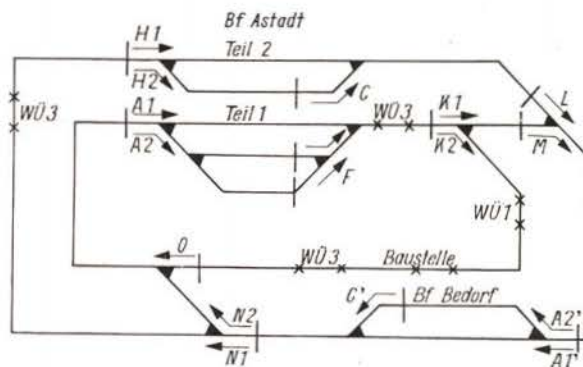 Bf Astadt
H1
Teil 2
H2
C
L
WÜ3
A1
Teil 1
WÜ3
K1
A2
K2
M
F
WÜ1
O
WÜ3
Baustelle
C'
Bf Bedorf
N2
A2'
N1
A1'